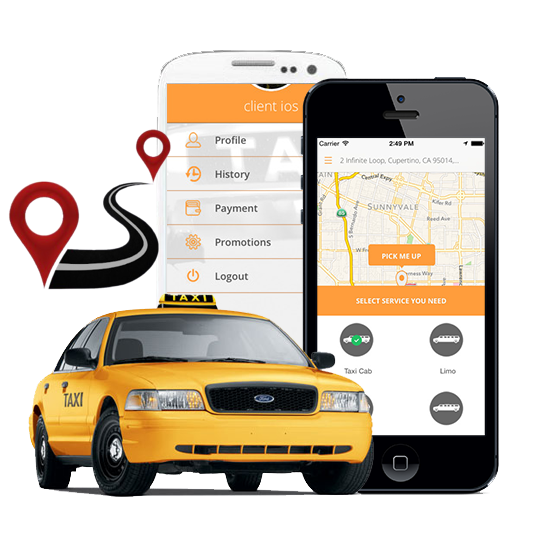 client ios
Profile
History
Payment
Promotions
Logout
Carrier
2:49 PM
2 Infinite Loop, Cupertino, CA 95014,...
Central Expy
SUNNYVALE
Kifer Rd
Reed Ave
PICK ME UP
SELECT SERVICE YOU NEED
Taxi Cab
Limo
TAXI
TAXI
Ford